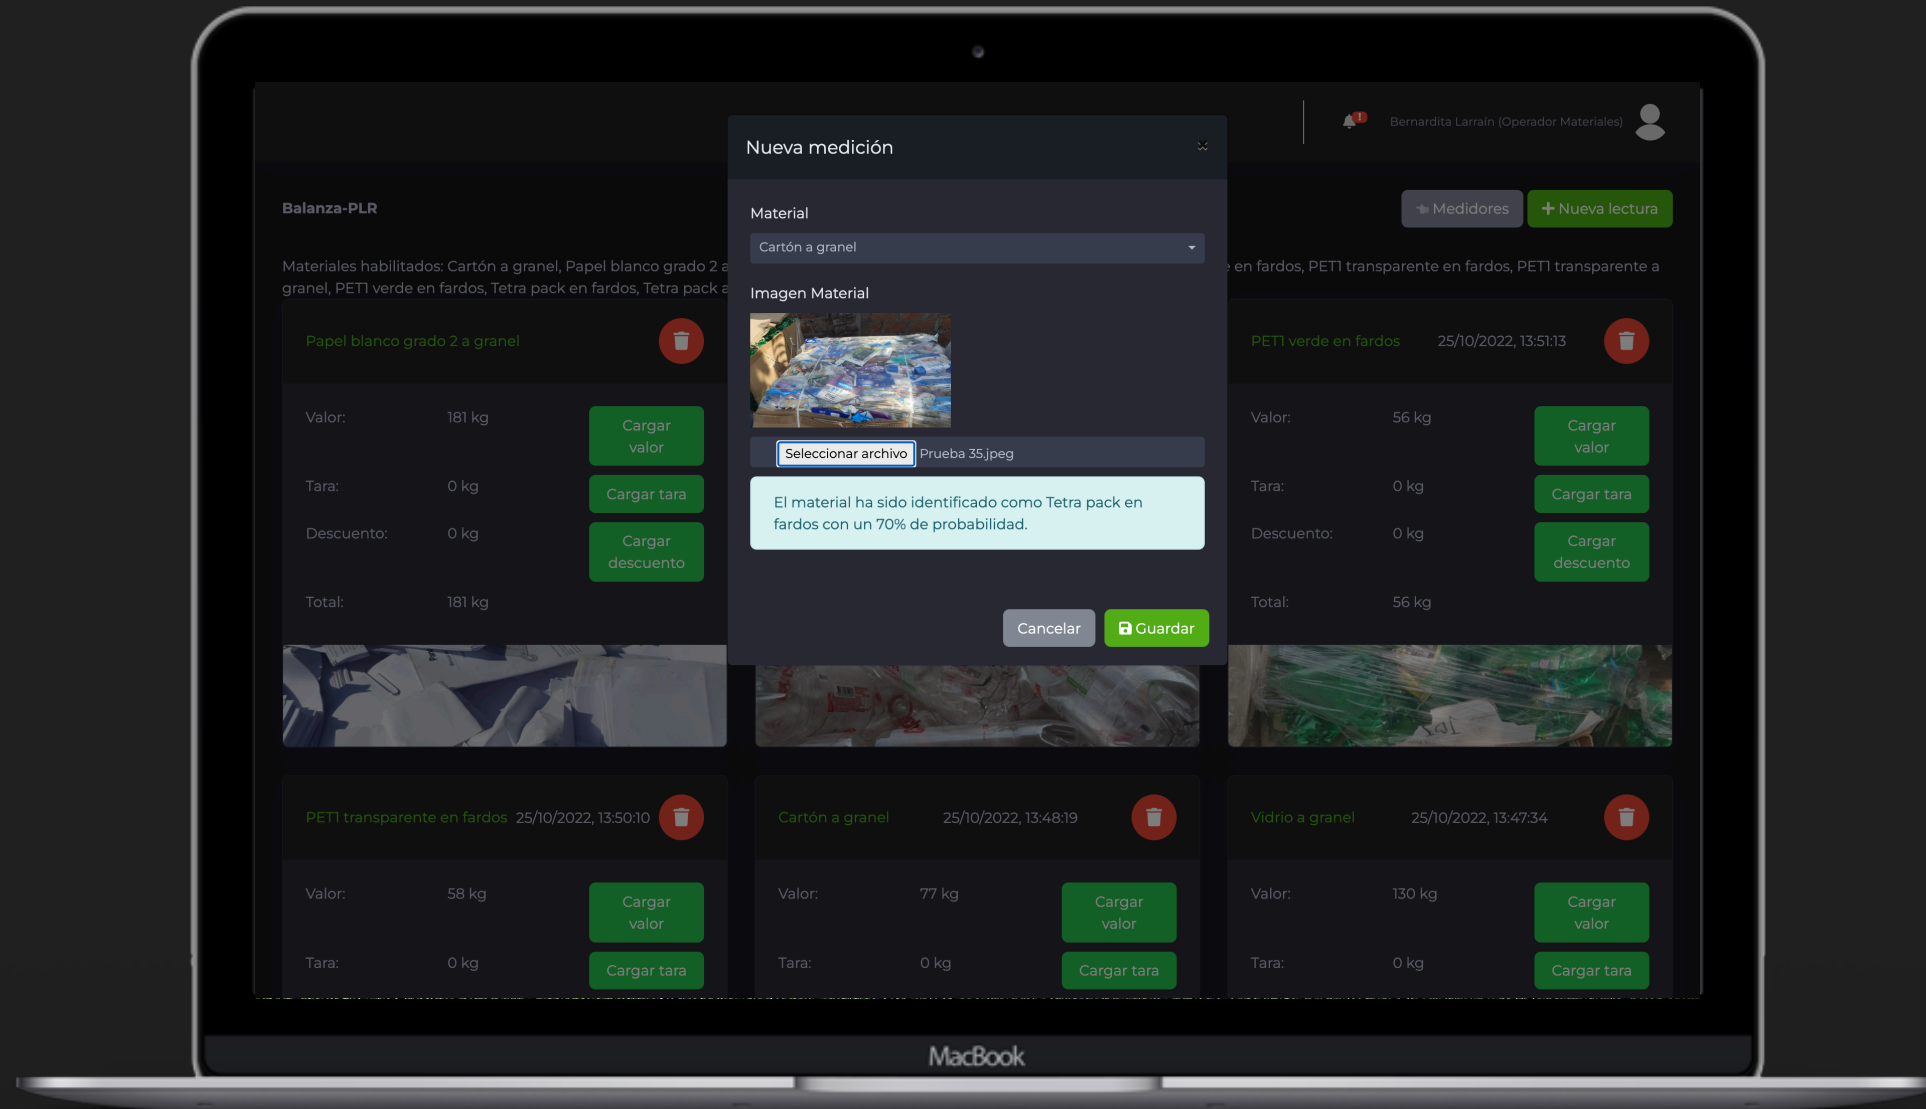 Bernardita Larraín (Operador Materiales)
Nueva medición
Balanza-PLR
Medidores
Nueva lectura
Material
Cartón a granel
Materiales habilitados: Cartón a granel, Papel blanco grado 2 a
en fardos, PET1 transparente en fardos, PET1 transparente a
granel, PET1 verde en fardos, Tetra pack en fardos, Tetra pack a
Imagen Material
Seleccionar archivo Prueba 35.jpeg
El material ha sido identificado como Tetra pack en
fardos con un 70% de probabilidad.
Cancelar
Guardar
Papel blanco grado 2 a granel
Valor: 181 kg
Cargar
valor
Tara: 0 kg
Cargar tara
Descuento: 0 kg
Cargar
descuento
Total: 181 kg
PET1 verde en fardos 25/10/2022, 13:51:13
Valor: 56 kg
Cargar
valor
Tara: 0 kg
Cargar tara
Descuento: 0 kg
Cargar
descuento
Total: 56 kg
PET1 transparente en fardos 25/10/2022, 13:50:10
Valor: 58 kg
Cargar
valor
Tara: 0 kg
Cargar tara
Cartón a granel 25/10/2022, 13:48:19
Valor: 77 kg
Cargar
valor
Tara: 0 kg
Cargar tara
Vidrio a granel 25/10/2022, 13:47:34
Valor: 130 kg
Cargar
valor
Tara: 0 kg
Cargar tara
MacBook